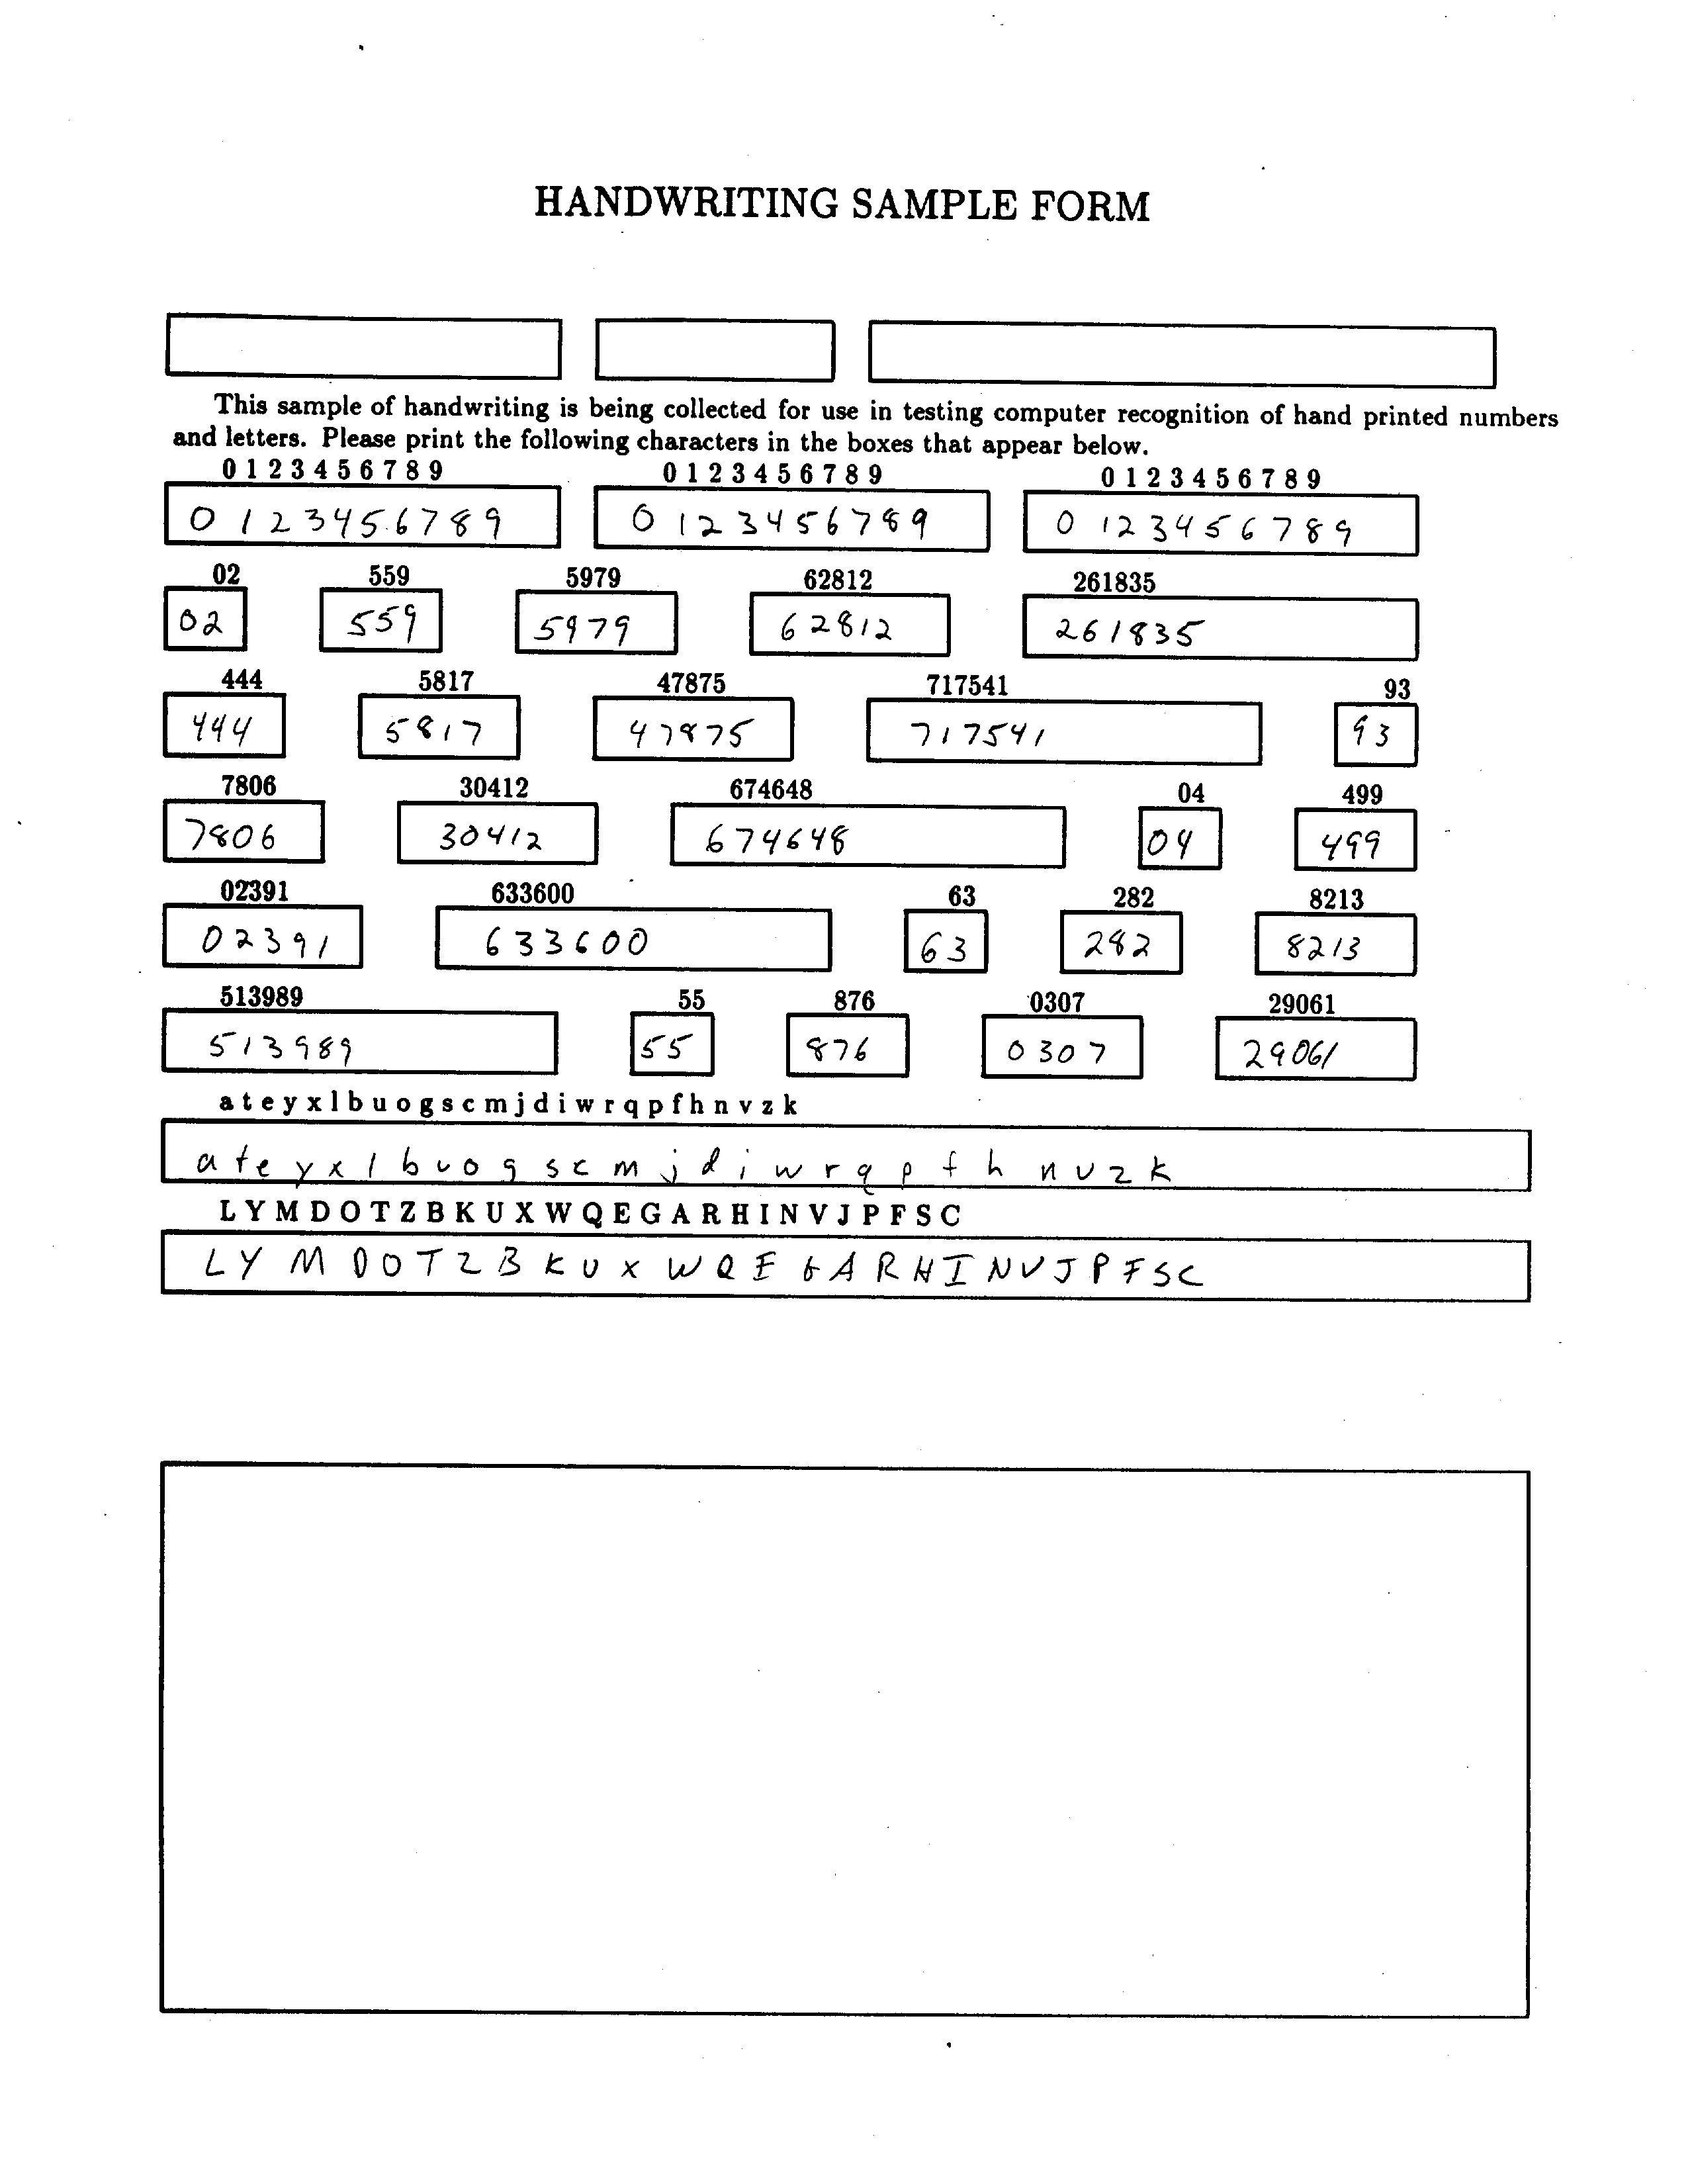 HANDWRITING SAMPLE FORM
This sample of handwriting is being collected for use in testing computer recognition of hand printed numbers
and letters. Please print the following characters in the boxes that appear below.
0 1 2 3 4 5 6 7 8 9 0 1 2 3 4 5 6 7 8 9 0 1 2 3 4 5 6 7 8 9
0 1 2 3 4 5 6 7 8 9 0 1 2 3 4 5 6 7 8 9 0 1 2 3 4 5 6 7 8 9
02 559 5979 62812 261835
02 559 5979 62812 261835
444 5817 47875 717541 93
444 5817 47875 717541 93
7806 30412 674648 04 499
7806 30412 674648 04 499
02391 633600 63 282 8213
02391 633600 63 282 8213
513989 55 876 0307 29061
513989 55 876 0307 29061
a t e y x l b u o g s c m j d i w r q p f h n v z k
a t e y x l b u o g s c m j d i w r q p f h n v z k
L Y M D O T Z B K U X W Q E G A R H I N V J P F S C
L Y M D O T Z B K U X W Q E G A R H I N V J P F S C